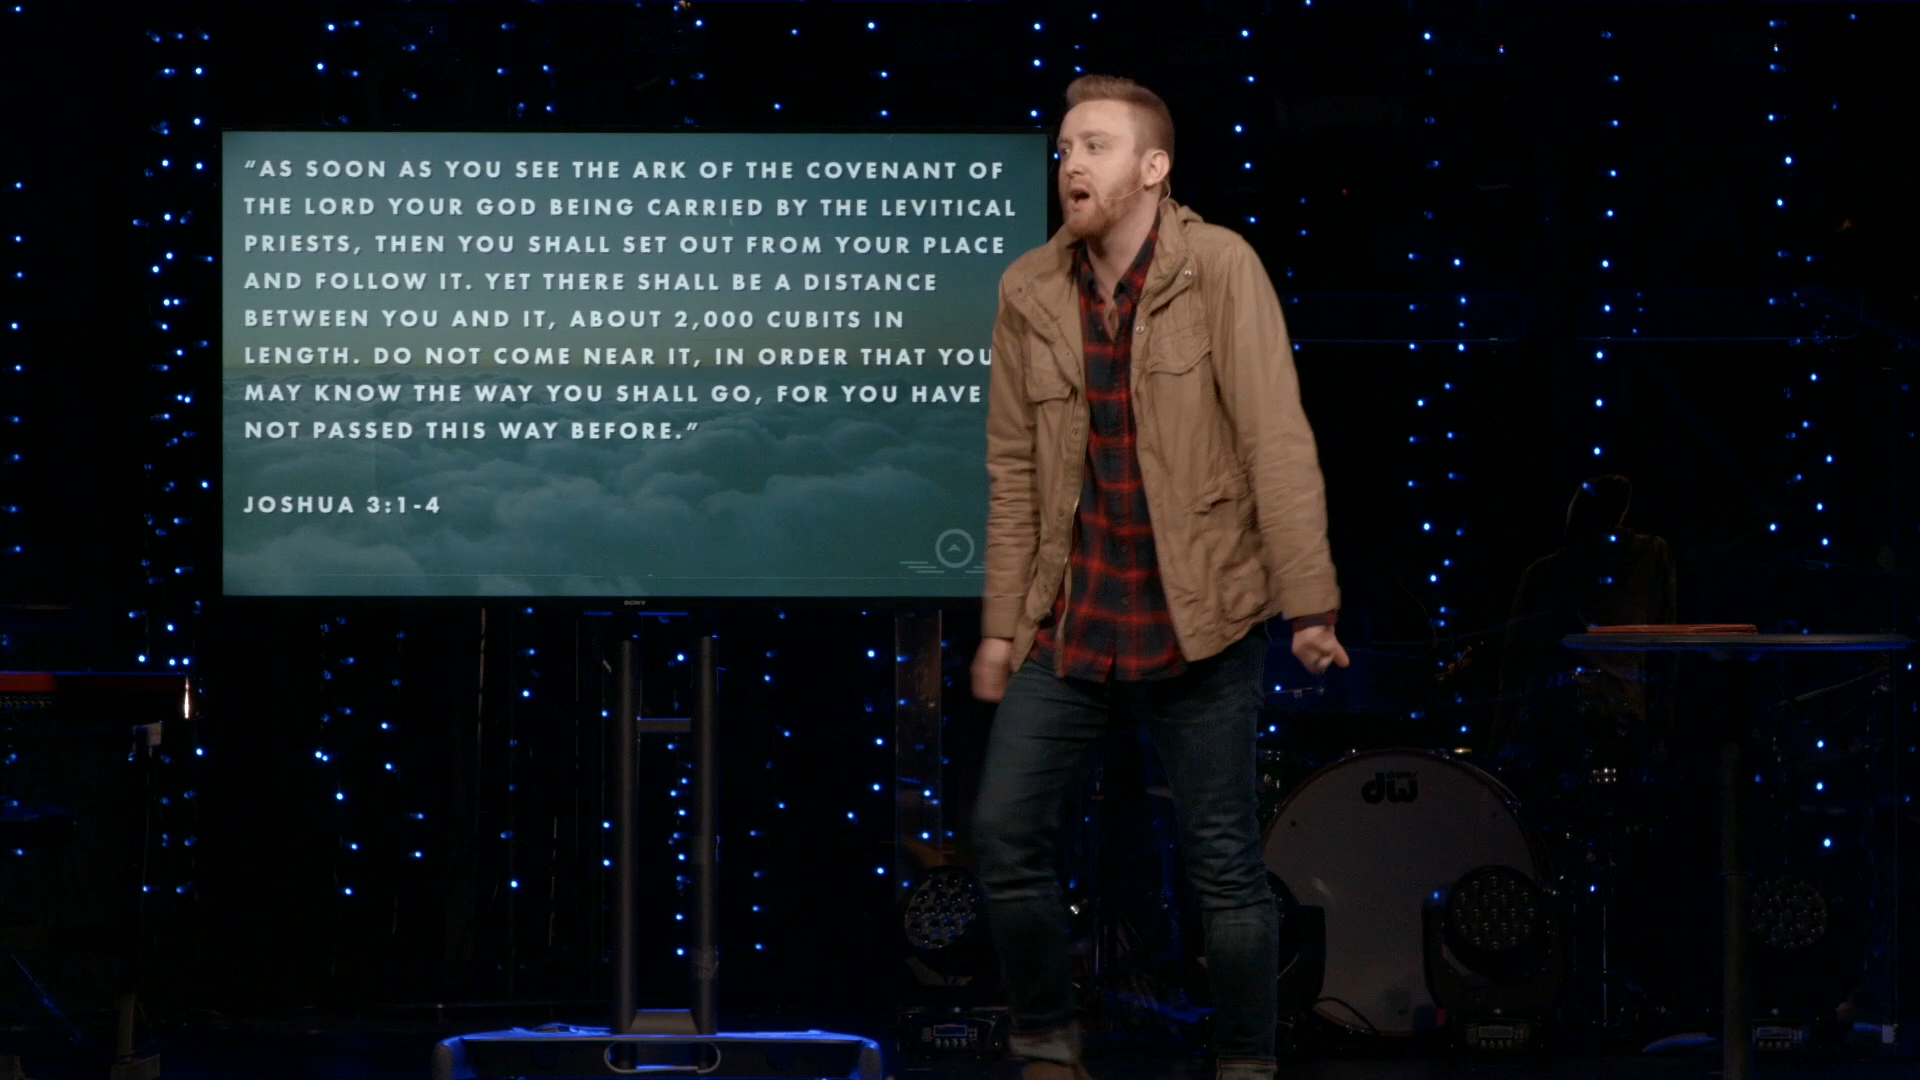 “AS SOON AS YOU SEE THE ARK OF THE COVENANT OF
THE LORD YOUR GOD BEING CARRIED BY THE LEVITICAL
PRIESTS, THEN YOU SHALL SET OUT FROM YOUR PLACE
AND FOLLOW IT. YET THERE SHALL BE A DISTANCE
BETWEEN YOU AND IT, ABOUT 2,000 CUBITS IN
LENGTH. DO NOT COME NEAR IT, IN ORDER THAT YOU
MAY KNOW THE WAY YOU SHALL GO, FOR YOU HAVE
NOT PASSED THIS WAY BEFORE.”
JOSHUA 3:1-4
SONY
dw